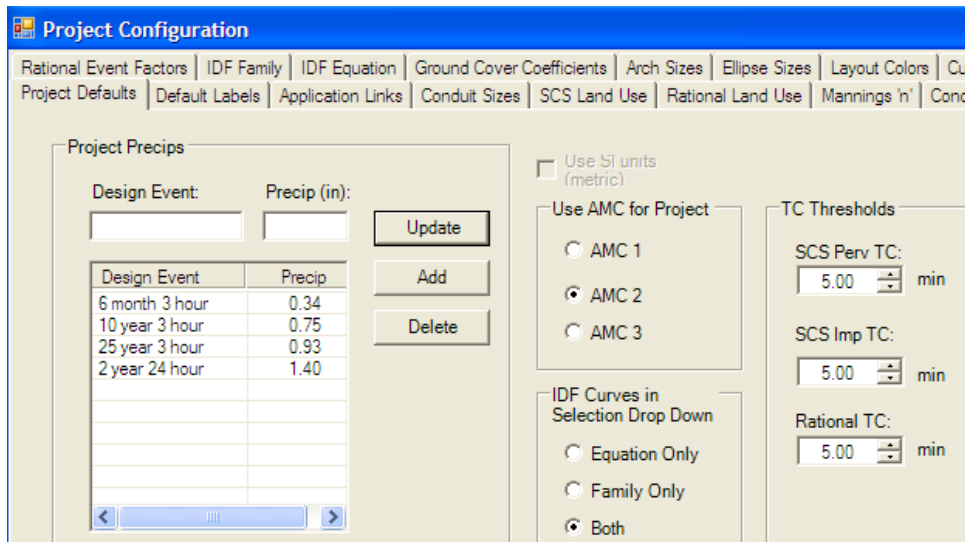 Project Configuration
Rational Event Factors IDF Family IDF Equation Ground Cover Coefficients Arch Sizes Ellipse Sizes Layout Colors Cu
Project Defaults Default Labels Application Links Conduit Sizes SCS Land Use Rational Land Use Mannings 'n' Cond
Project Precips
Design Event: Precip (in):
Update
Design Event Precip
6 month 3 hour 0.34
10 year 3 hour 0.75
25 year 3 hour 0.93
2 year 24 hour 1.40
Add
Delete
Use SI units
(metric)
Use AMC for Project
AMC 1
AMC 2
AMC 3
IDF Curves in
Selection Drop Down
Equation Only
Family Only
Both
TC Thresholds
SCS Perv TC:
5.00 min
SCS Imp TC:
5.00 min
Rational TC:
5.00 min